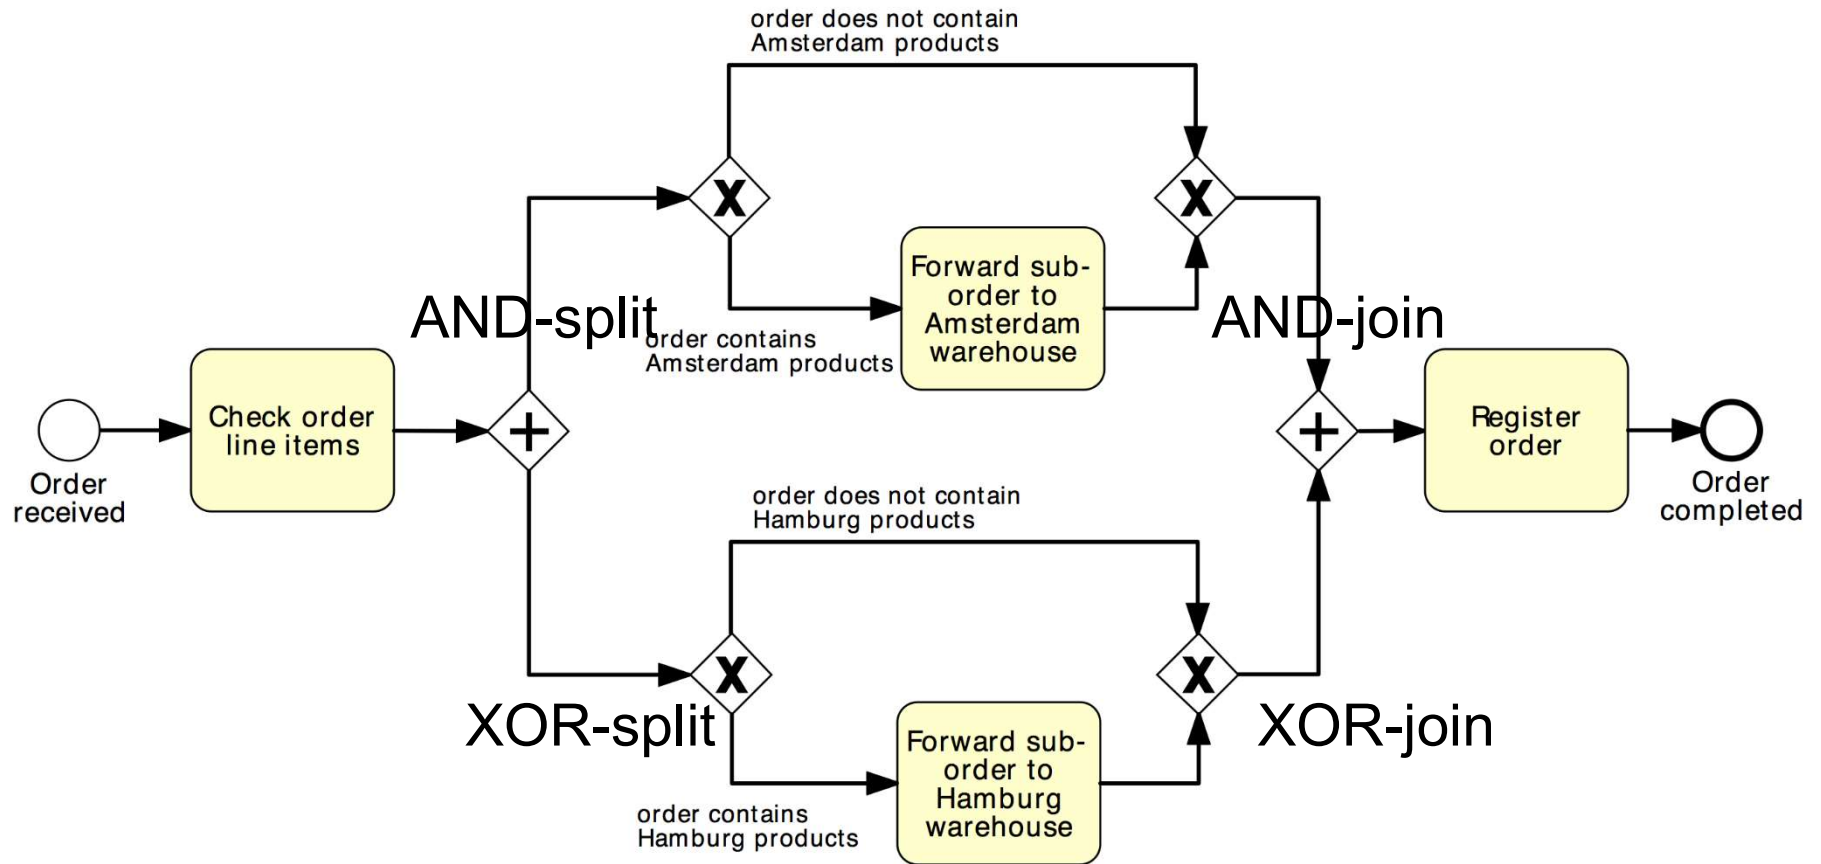 order does not contain
Amsterdam products
Forward sub-
order to
Amsterdam
warehouse
AND-split
AND-join
order contains
Amsterdam products
Check order
line items
Register
order
Order
received
Order
completed
order does not contain
Hamburg products
XOR-split
XOR-join
Forward sub-
order to
Hamburg
warehouse
order contains
Hamburg products